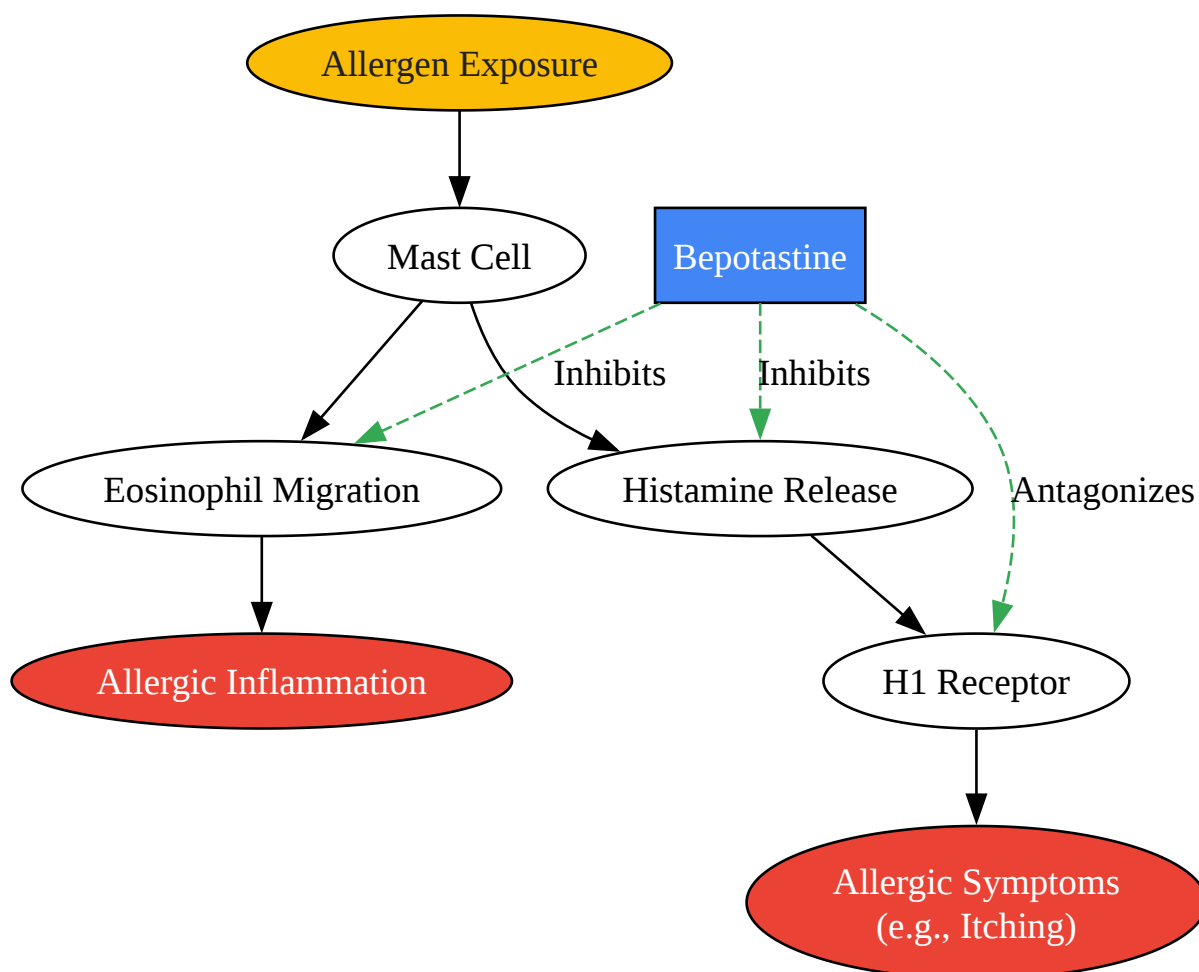 Allergen Exposure
Mast Cell
Bepotastine
Inhibits
Inhibits
Eosinophil Migration
Histamine Release
Antagonizes
Allergic Inflammation
H1 Receptor
Allergic Symptoms
(e.g., Itching)